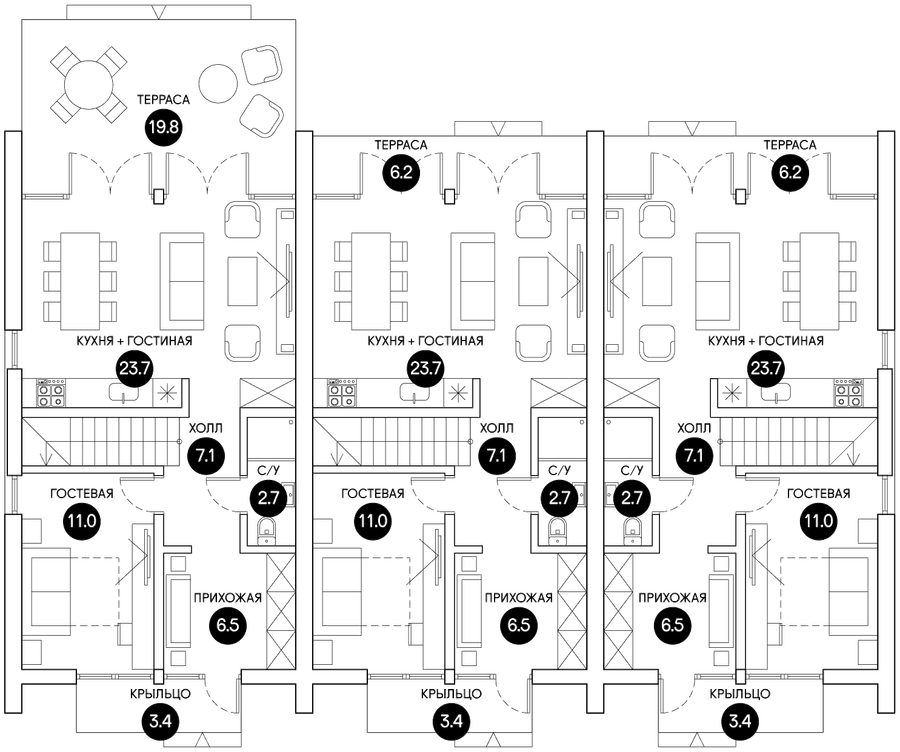 ТЕРРАСА
19.8
ТЕРРАСА
6.2
ТЕРРАСА
6.2
КУХНЯ + ГОСТИНАЯ
23.7
КУХНЯ + ГОСТИНАЯ
23.7
КУХНЯ + ГОСТИНАЯ
23.7
ХОЛЛ
7.1
ХОЛЛ
7.1
ХОЛЛ
7.1
С/У
2.7
С/У
2.7
С/У
2.7
ГОСТЕВАЯ
11.0
ГОСТЕВАЯ
11.0
ГОСТЕВАЯ
11.0
ПРИХОЖАЯ
6.5
ПРИХОЖАЯ
6.5
ПРИХОЖАЯ
6.5
КРЫЛЬЦО
3.4
КРЫЛЬЦО
3.4
КРЫЛЬЦО
3.4